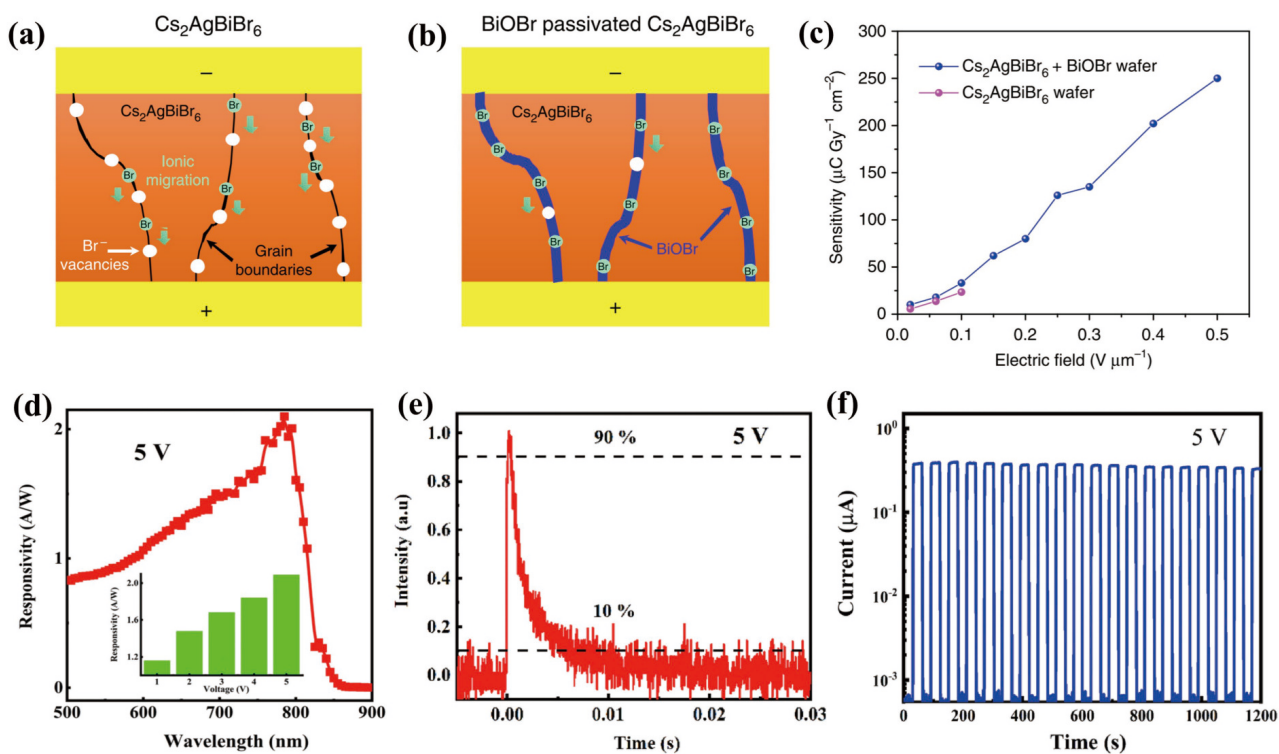 (a)
Cs₂AgBiBr₆
−
Cs₂AgBiBr₆
Br
Br
Br
Br
Br
Br
Br
Br
Ionic
migration
Br⁻
vacancies
Grain
boundaries
+
(b)
BiOBr passivated Cs₂AgBiBr₆
−
Cs₂AgBiBr₆
Br
Br
Br
Br
Br
Br
Br
Br
Br
Br
Br
Br
Br
BiOBr
+
(c)
300
250
200
150
100
50
0
Sensitivity (μC Gy⁻¹ cm⁻²)
Cs₂AgBiBr₆ + BiOBr wafer
Cs₂AgBiBr₆ wafer
0.0
0.1
0.2
0.3
0.4
0.5
Electric field (V μm⁻¹)
(d)
5 V
2
1
0
Responsivity (A/W)
2.0
1.6
1.2
Responsivity (A/W)
1
2
3
4
5
Voltage (V)
500
600
700
800
900
Wavelength (nm)
(e)
90 %
5 V
10 %
1.0
0.8
0.6
0.4
0.2
0.0
Intensity (a.u)
0.00
0.01
0.02
0.03
Time (s)
(f)
5 V
10⁰
10⁻¹
10⁻²
10⁻³
Current (μA)
0
200
400
600
800
1000
1200
Time (s)